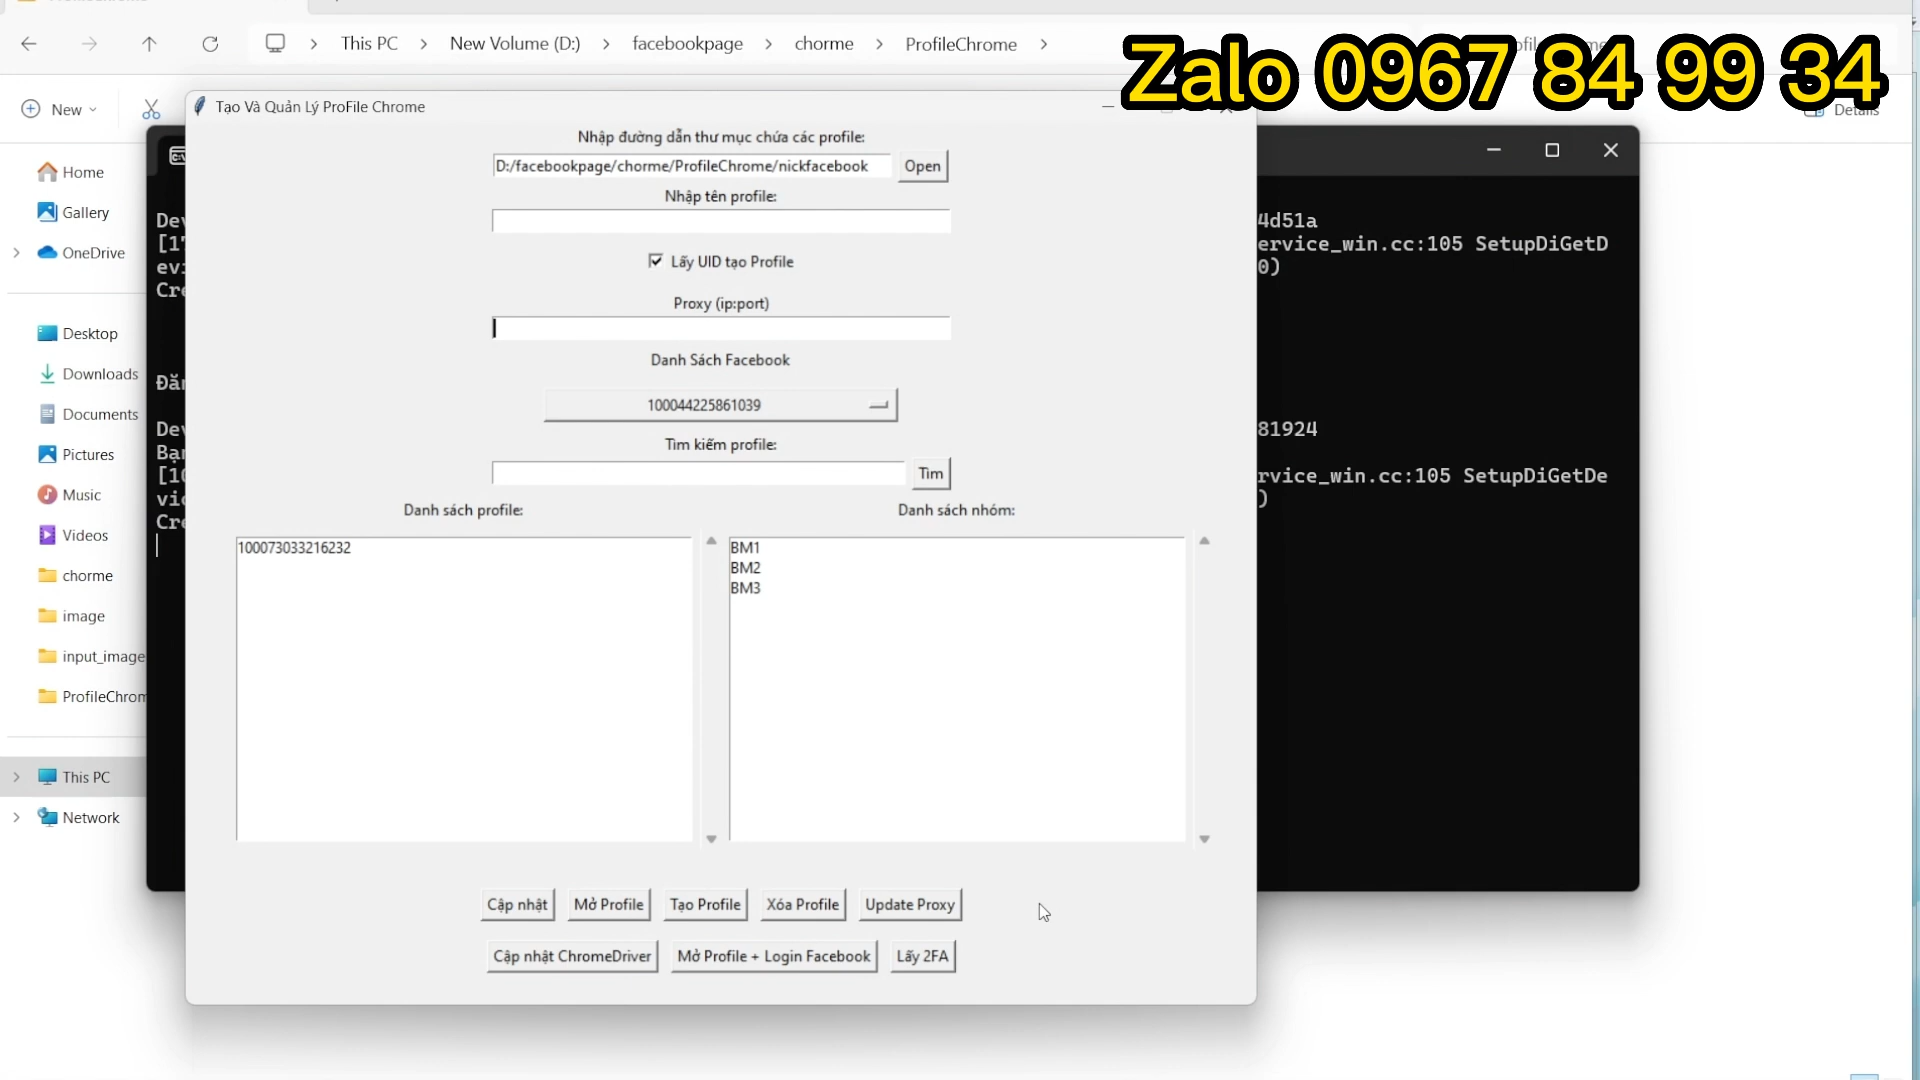 This PC > New Volume (D:) > facebookpage > chorme > ProfileChrome >
Zalo 0967 84 99 34
New
Details
Tạo Và Quản Lý ProFile Chrome
Nhập đường dẫn thư mục chứa các profile:
D:/facebookpage/chorme/ProfileChrome/nickfacebook
Open
Nhập tên profile:
Lấy UID tạo Profile
Proxy (ip:port)
Danh Sách Facebook
100044225861039
Tìm kiếm profile:
Tìm
Danh sách profile:
Danh sách nhóm:
100073033216232
BM1
BM2
BM3
Cập nhật
Mở Profile
Tạo Profile
Xóa Profile
Update Proxy
Cập nhật ChromeDriver
Mở Profile + Login Facebook
Lấy 2FA
Home
Gallery
OneDrive
Desktop
Downloads
Documents
Pictures
Music
Videos
chorme
image
input_image
ProfileChrom
This PC
Network
4d51a
ervice_win.cc:105 SetupDiGetD
0)
81924
rvice_win.cc:105 SetupDiGetDe
)